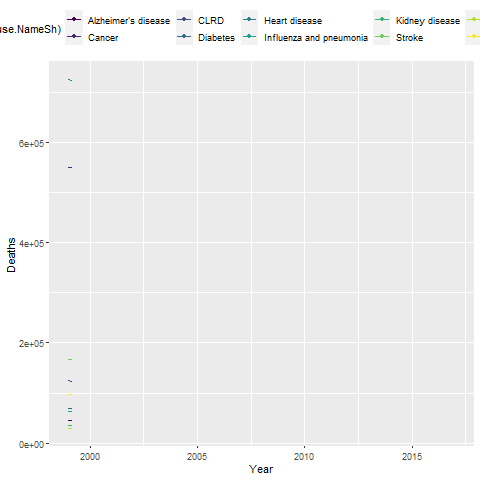 use.NameSh)
Alzheimer's disease CLRD Heart disease Kidney disease
Cancer Diabetes Influenza and pneumonia Stroke
6e+05
4e+05
2e+05
0e+00
Deaths
2000 2005 2010 2015
Year